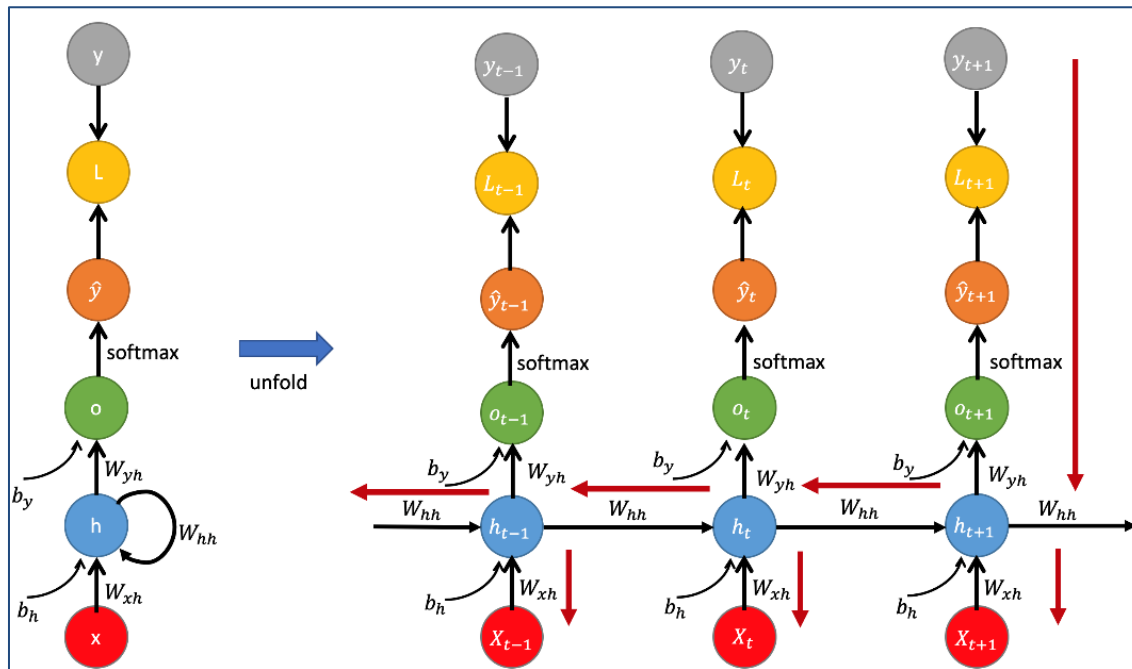 y
L
ŷ
softmax
o
b_y
W_yh
h
W_hh
b_h
W_xh
x
unfold
y_{t−1} y_t y_{t+1}
L_{t−1} L_t L_{t+1}
ŷ_{t−1} ŷ_t ŷ_{t+1}
softmax softmax softmax
o_{t−1} o_t o_{t+1}
b_y W_yh b_y W_yh b_y W_yh
W_hh h_{t−1} W_hh h_t W_hh h_{t+1} W_hh
b_h W_xh b_h W_xh b_h W_xh
X_{t−1} X_t X_{t+1}